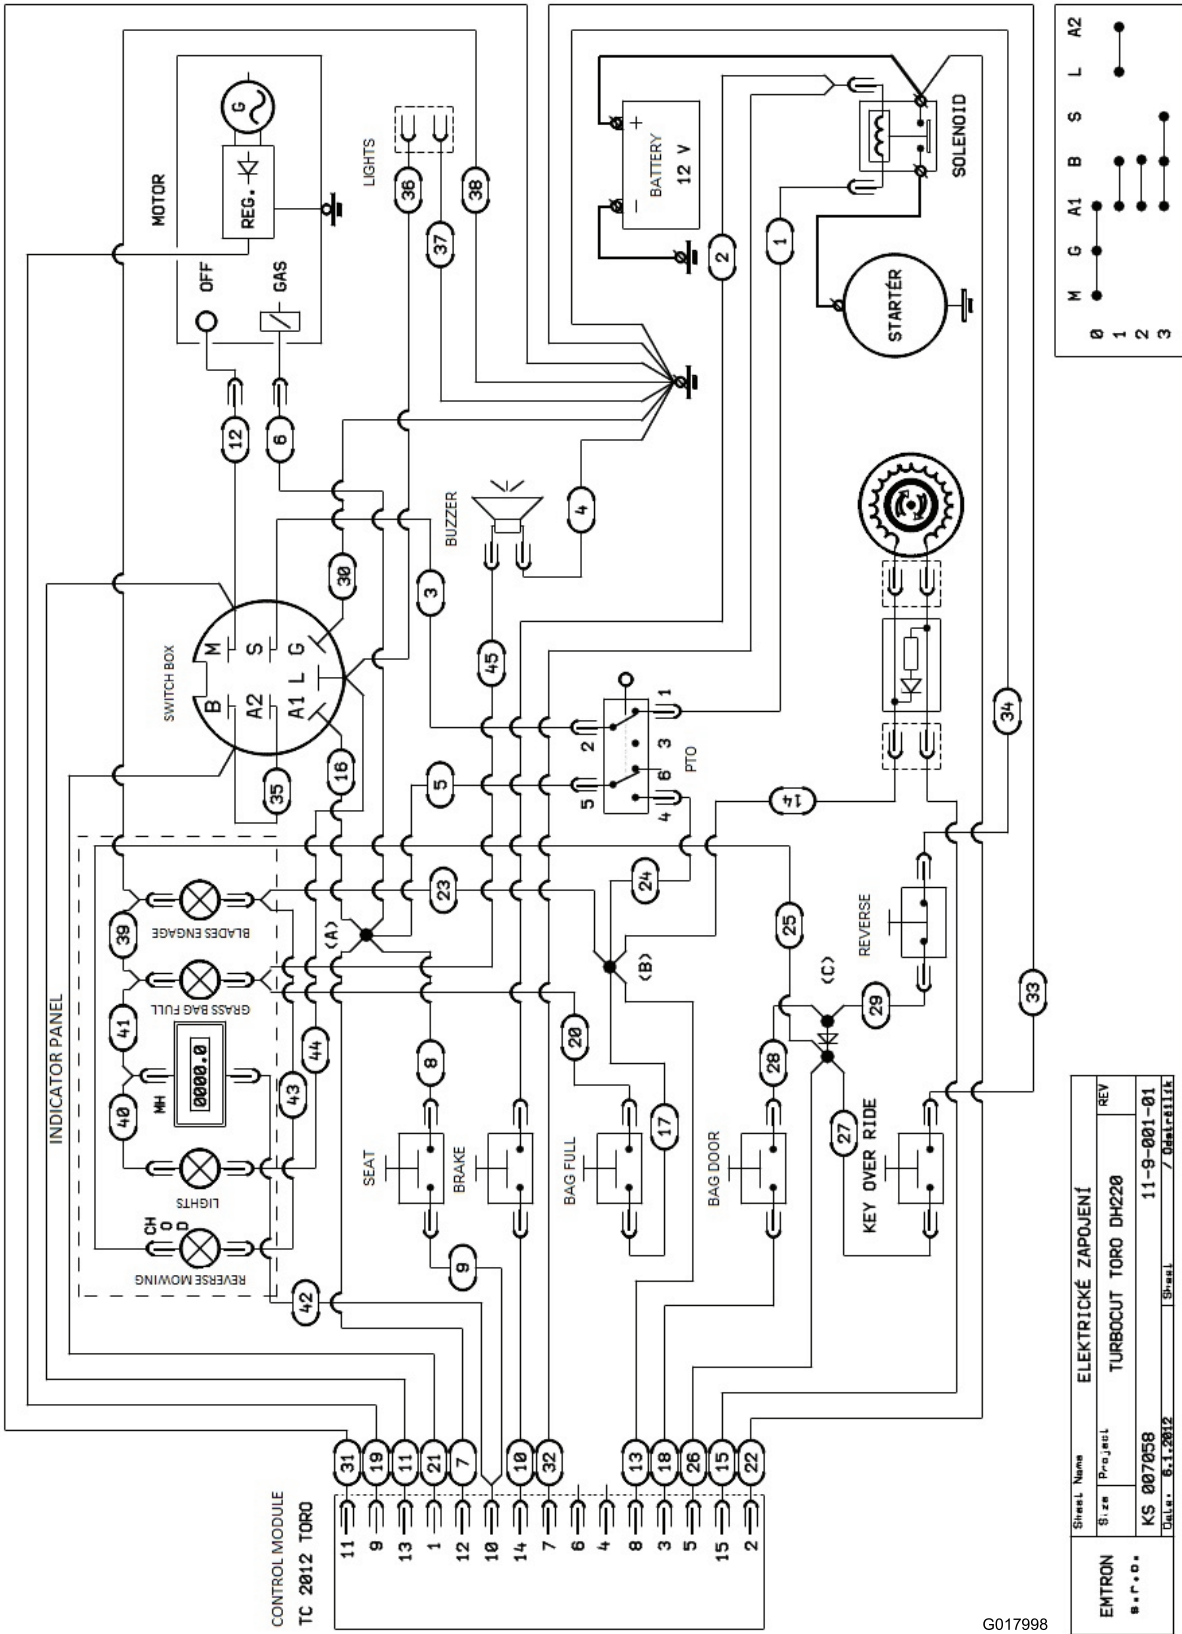 INDICATOR PANEL
REVERSE MOWING
CH
O
D
LIGHTS
MH
0000.0
GRASS BAG FULL
BLADES ENGAGE
40
41
39
42
43
44
SWITCH BOX
B
M
A2
S
A1
L
G
35
16
30
MOTOR
OFF
GAS
REG.
G
12
6
LIGHTS
36
37
38
BUZZER
45
4
3
5
BATTERY
12 V
+
-
2
1
SOLENOID
STARTÉR
PTO
2
5
1
3
6
4
(A)
23
24
(B)
14
25
(C)
REVERSE
29
28
27
34
33
SEAT
8
9
BRAKE
BAG FULL
20
17
BAG DOOR
KEY OVER RIDE
CONTROL MODULE
TC 2012 TORO
11 31
9 19
13 11
1 21
12 7
10
14 10
7 32
6
4
8 13
3 18
5 26
15 15
2 22
M G A1 B S L A2
0
1
2
3
EMTRON
s.r.o.
Sheet Name
ELEKTRICKÉ ZAPOJENÍ
Size
Project
TURBOCUT TORO DH220
REV
KS 007058
11-9-001-01
Date. 6.1.2012
Sheet
G017998